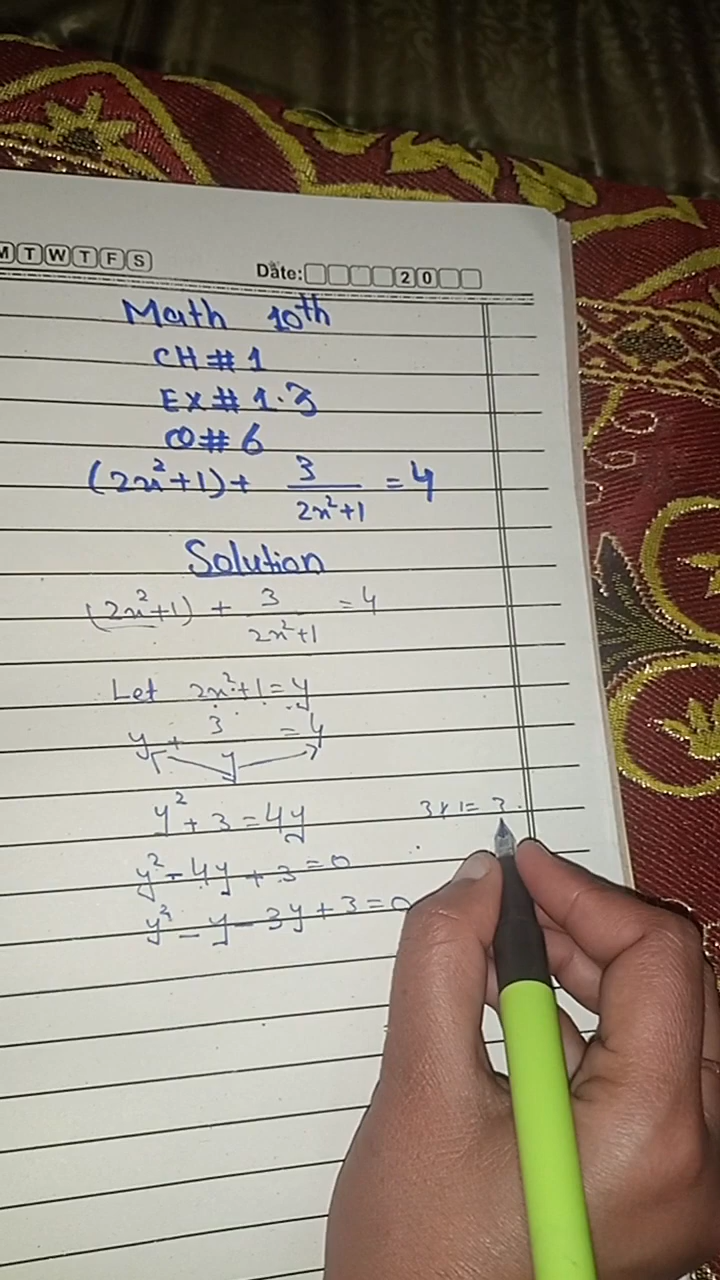 M T W T F S
Date: 20
Math 10th
CH # 1
EX # 1.3
Q # 6
(2x²+1) + 3/(2x²+1) = 4
Solution
(2x²+1) + 3/(2x²+1) = 4
Let 2x²+1 = y
y + 3/y = 4
y² + 3 = 4y
3 x 1 = 3
y² - 4y + 3 = 0
y² - y - 3y + 3 = 0